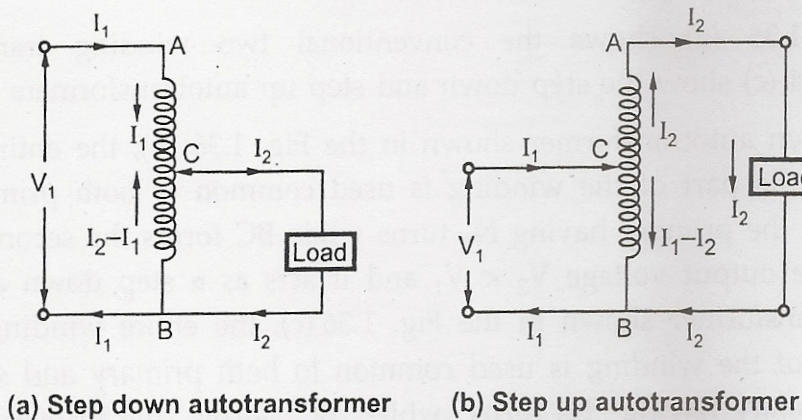 I₁
A
I₁
C
I₂
V₁
I₂–I₁
Load
I₁
B
I₂
(a) Step down autotransformer
I₂
A
I₂
I₁
C
Load
I₂
V₁
I₁–I₂
I₁
B
I₂
(b) Step up autotransformer